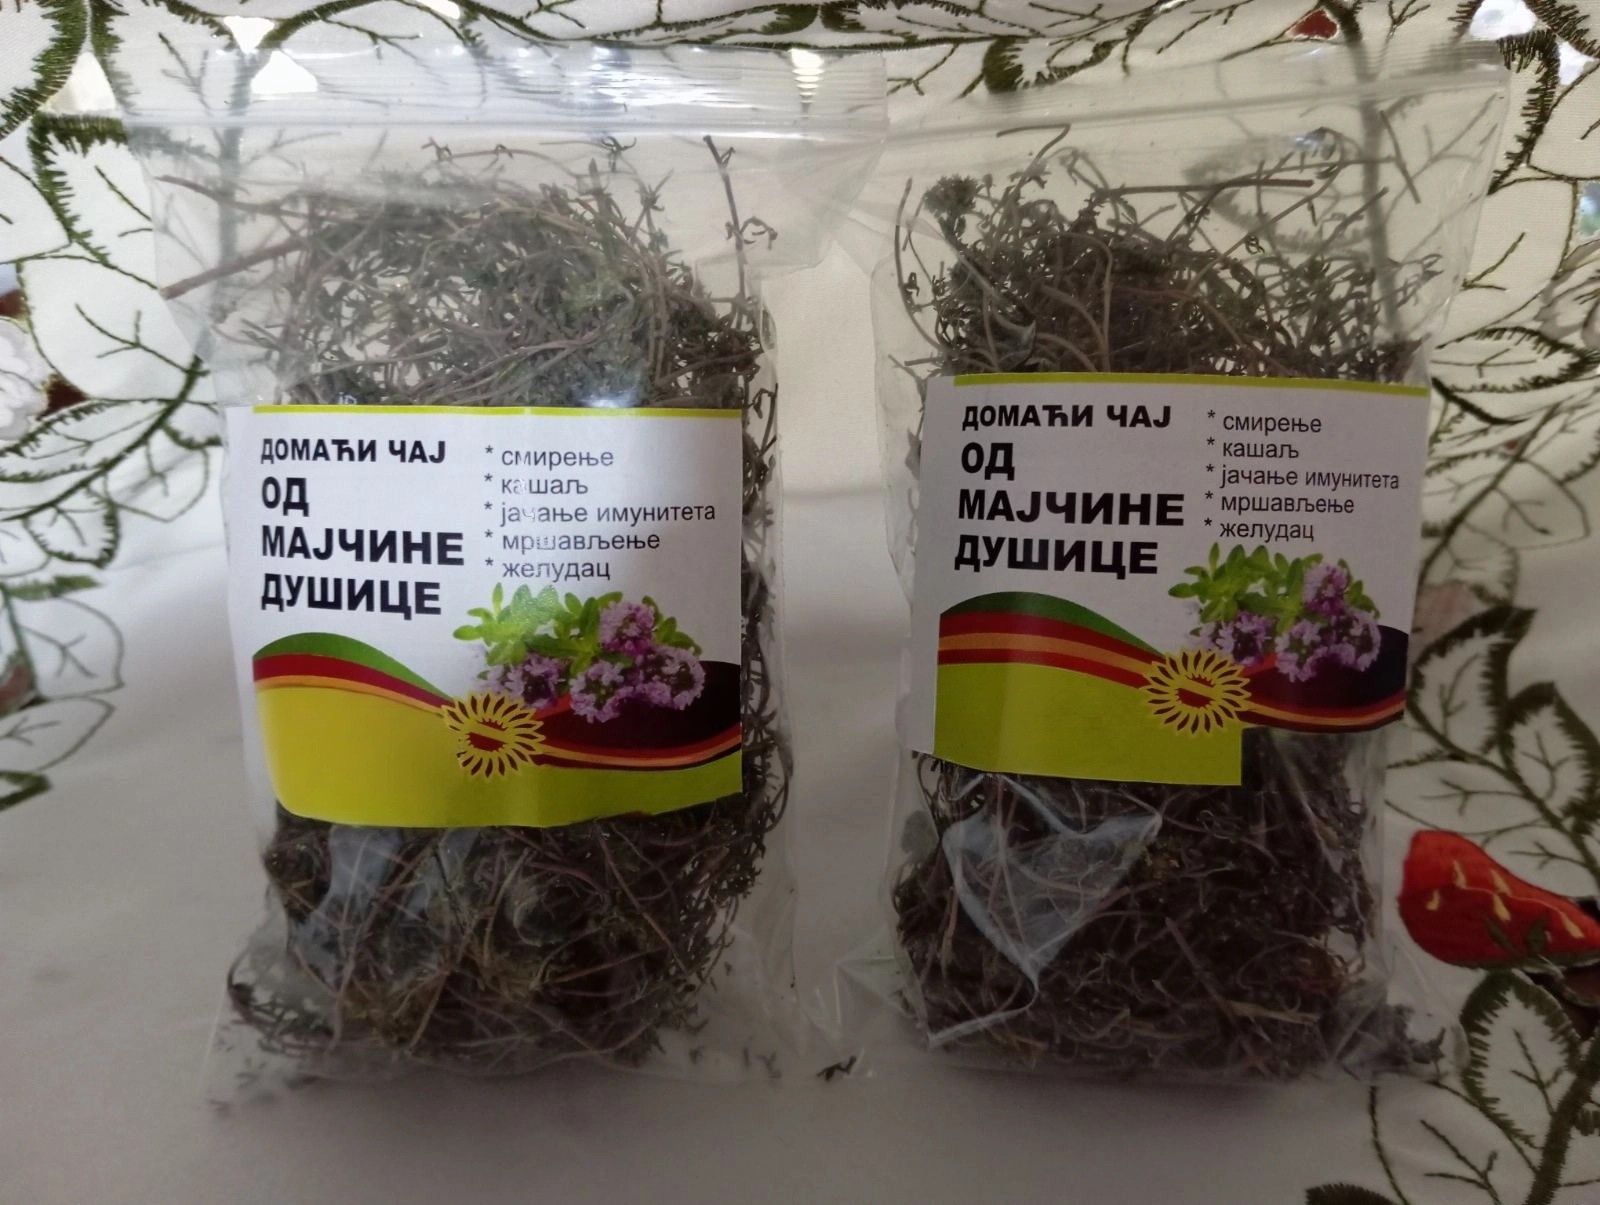 ДОМАЋИ ЧАЈ
ОД
МАЈЧИНЕ
ДУШИЦЕ
* смирење
* кашаљ
* јачање имунитета
* мршављење
* желудац
ДОМАЋИ ЧАЈ
ОД
МАЈЧИНЕ
ДУШИЦЕ
* смирење
* кашаљ
* јачање имунитета
* мршављење
* желудац